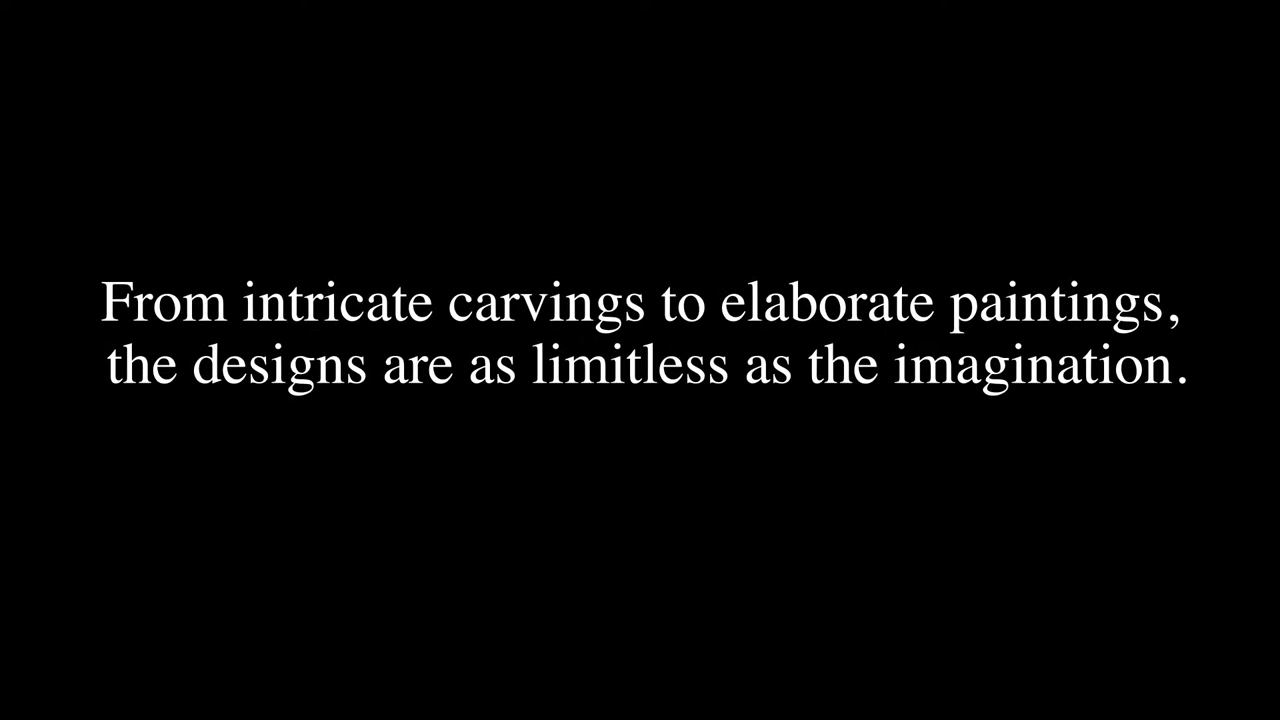 From intricate carvings to elaborate paintings,
the designs are as limitless as the imagination.